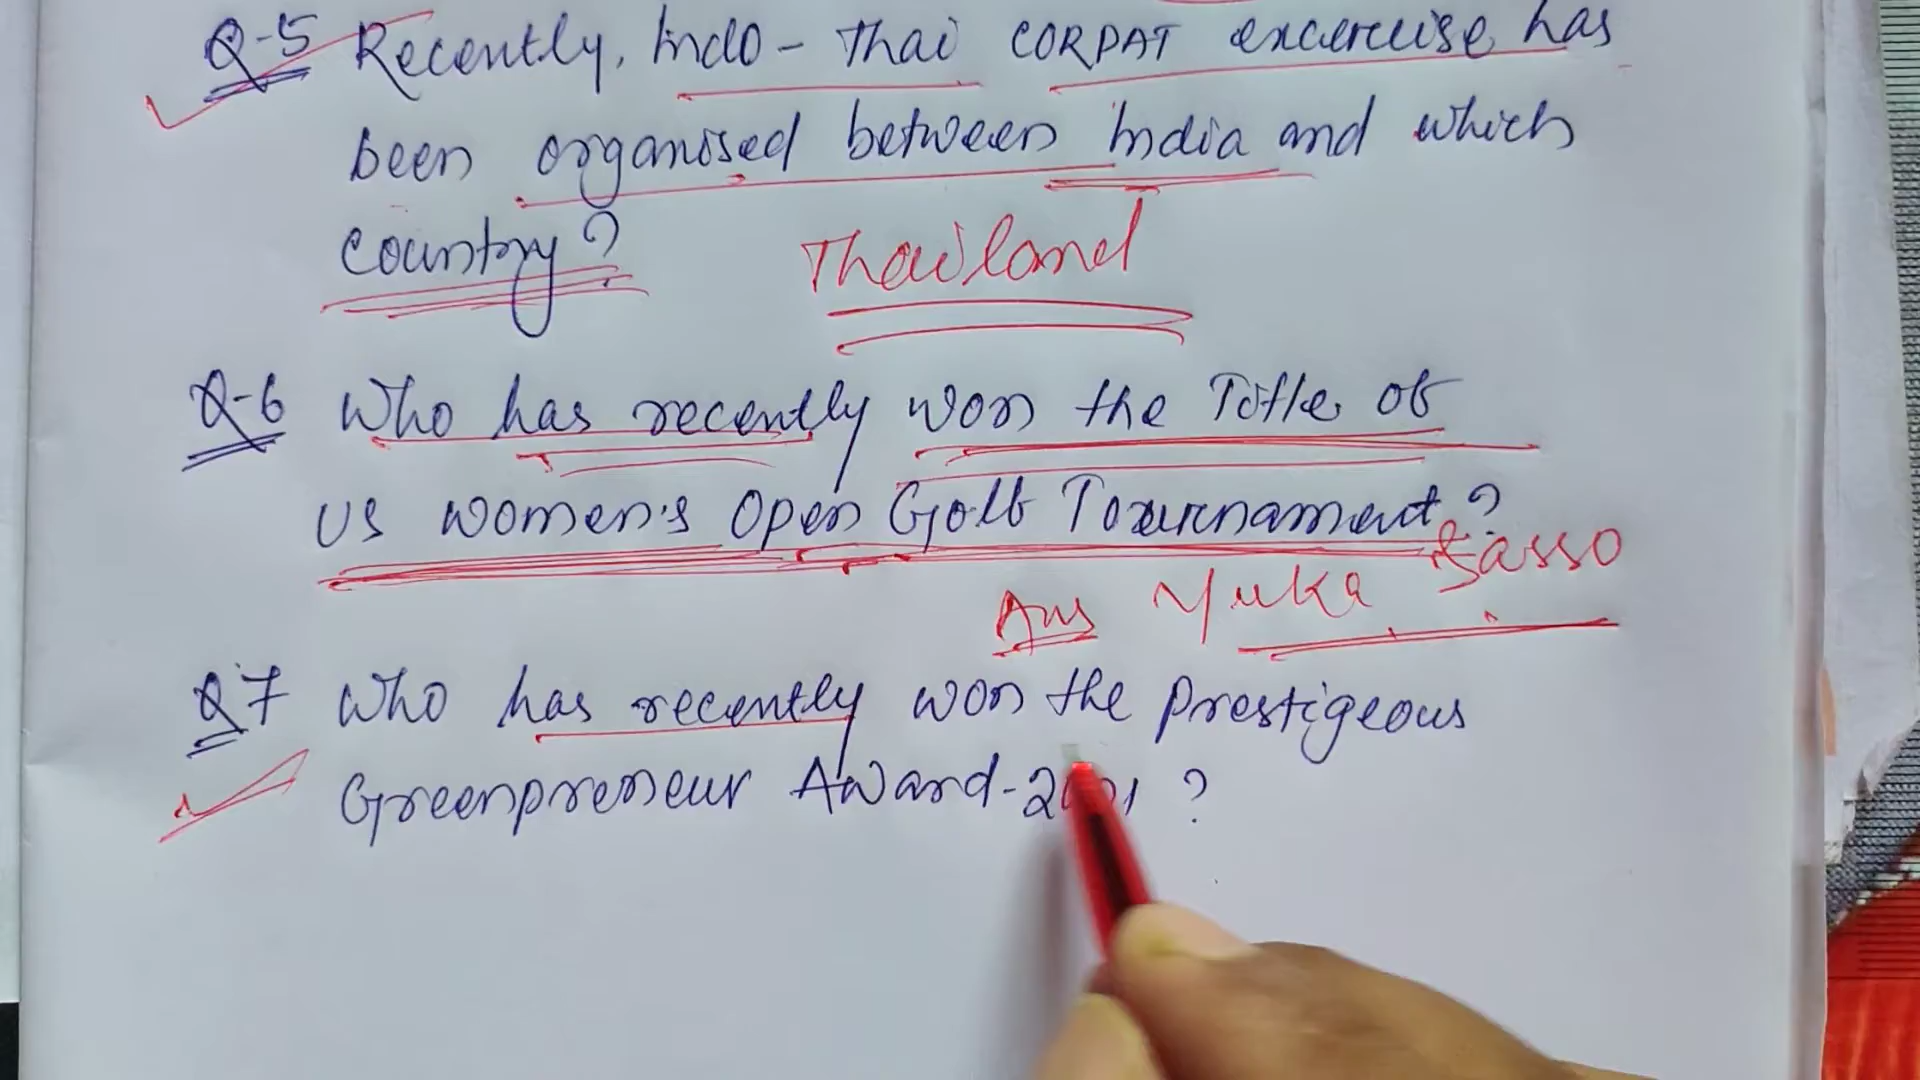 Q-5 Recently, Indo-Thai CORPAT excercise has
been organised between India and which
country? Thailand
Q-6 Who has recently won the Title of
US women's Open Golf Tournament?
Ans Yuka Sasso
Q7 Who has recently won the prestigeous
Greenpreneur Award-2021?